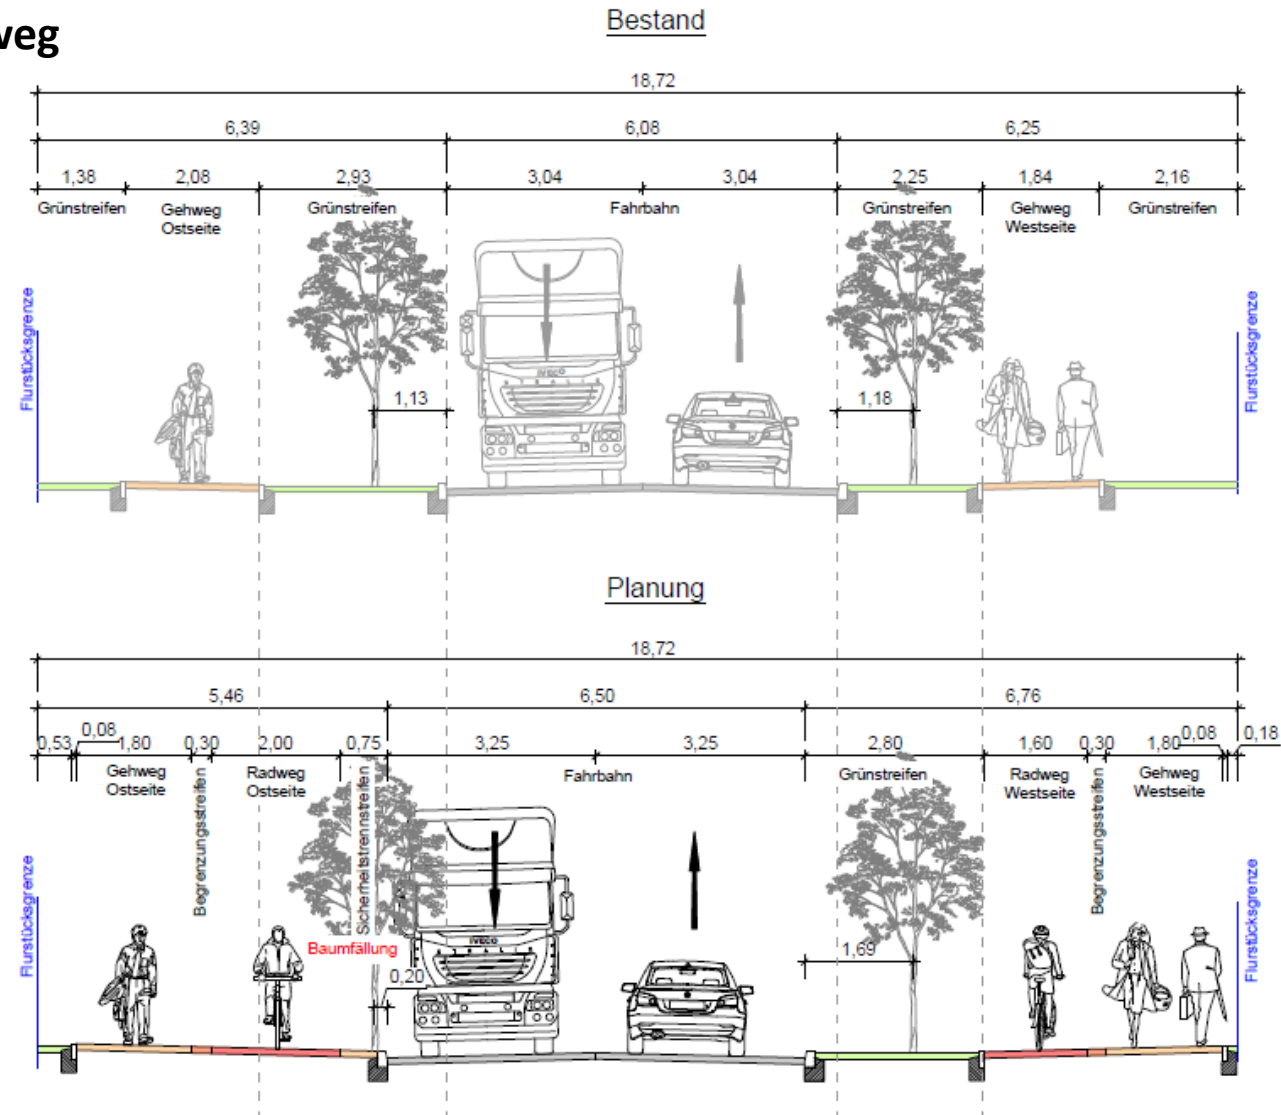 weg
Bestand
18,72
6,39 6,08 6,25
1,38 2,08 2,93 3,04 3,04 2,25 1,84 2,16
Grünstreifen Gehweg Grünstreifen Fahrbahn Grünstreifen Gehweg Grünstreifen
Ostseite Westseite
Flurstücksgrenze
Flurstücksgrenze
1,13 1,18
IVECO
Planung
18,72
5,46 6,50 6,76
0,53 0,08 1,80 0,30 2,00 0,75 3,25 3,25 2,80 1,60 0,30 1,80 0,08 0,18
Gehweg Radweg Fahrbahn Grünstreifen Radweg Gehweg
Ostseite Ostseite Westseite Westseite
Begrenzungsstreifen
Sicherheitstrennstreifen
Begrenzungsstreifen
Flurstücksgrenze
Flurstücksgrenze
Baumfällung
IVECO
0,20 1,69